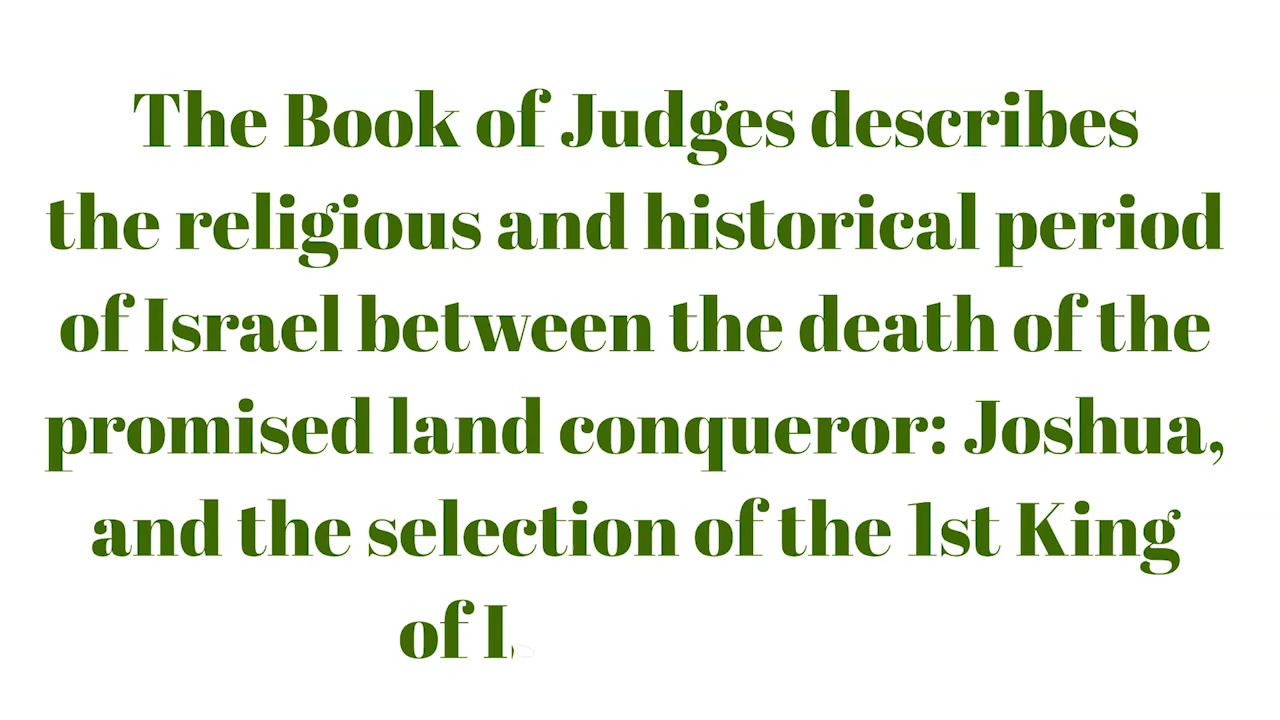 The Book of Judges describes
the religious and historical period
of Israel between the death of the
promised land conqueror: Joshua,
and the selection of the 1st King
of I